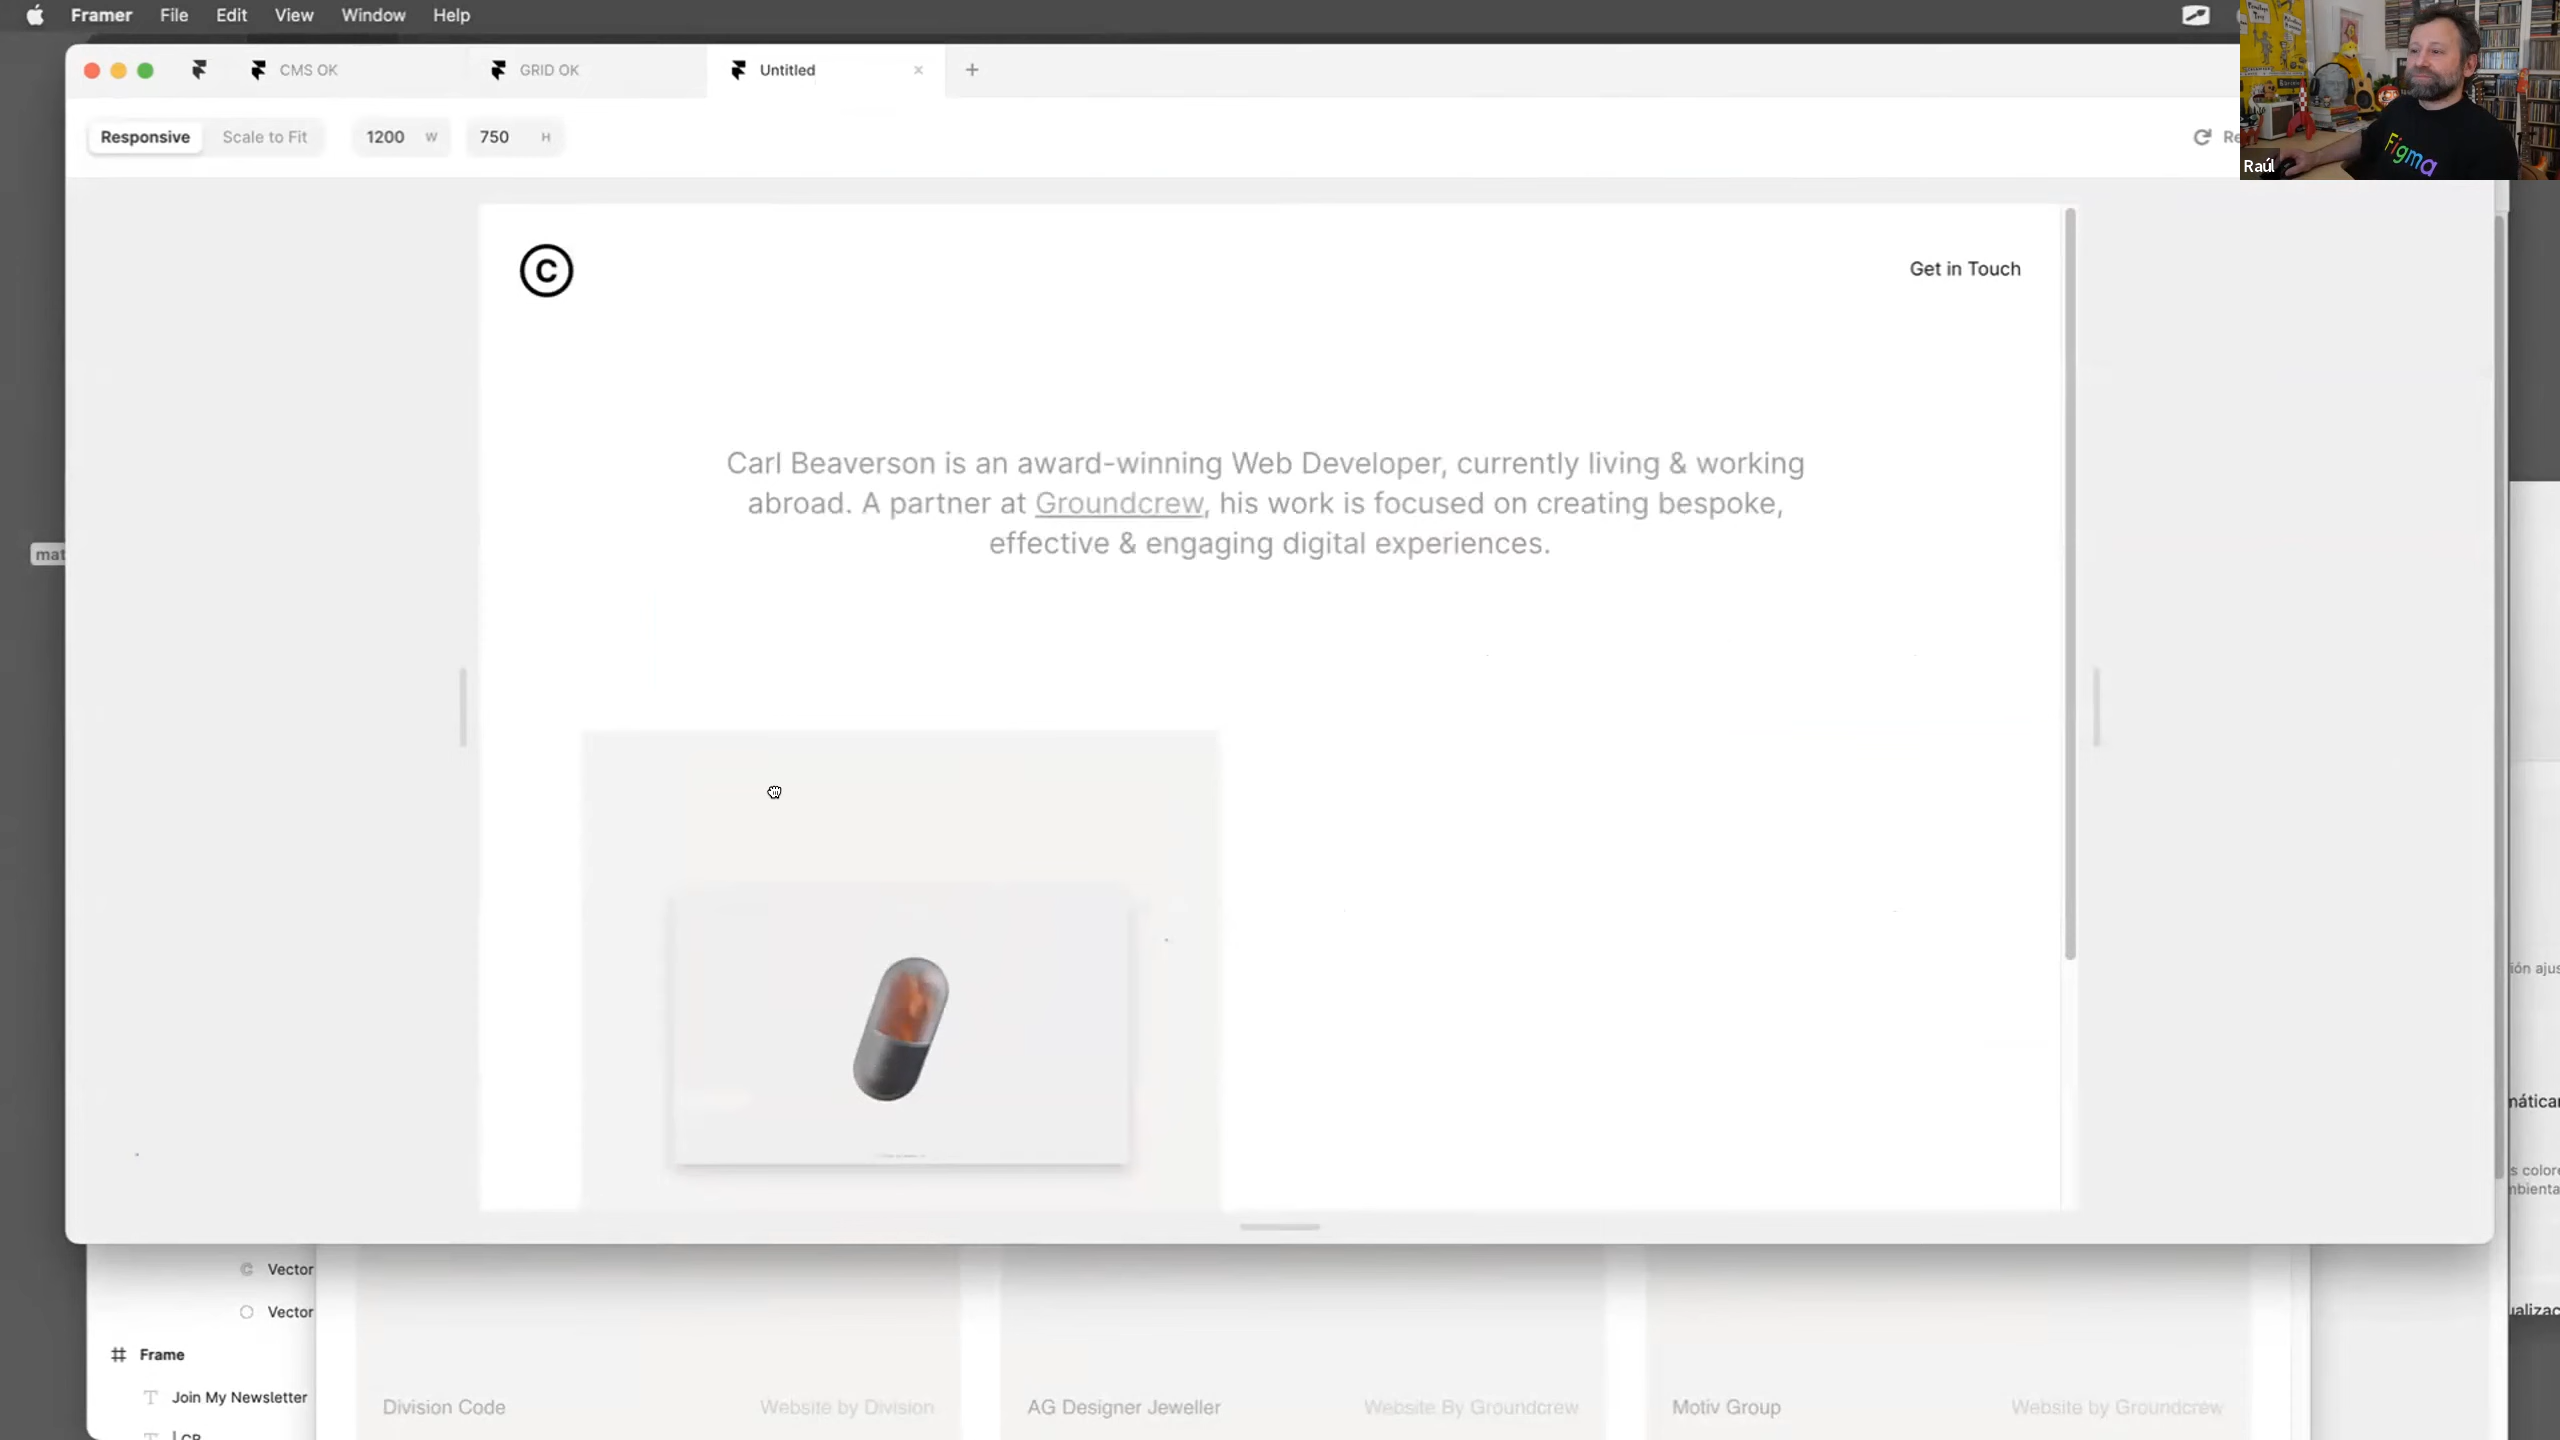 Framer File Edit View Window Help
CMS OK
GRID OK
Untitled
Responsive Scale to Fit 1200 W 750 H
Figma
Raúl
C
Get in Touch
Carl Beaverson is an award-winning Web Developer, currently living & working
abroad. A partner at Groundcrew, his work is focused on creating bespoke,
effective & engaging digital experiences.
Vector
Vector
Frame
Join My Newsletter
Division Code Website by Division
AG Designer Jeweller Website By Groundcrew
Motiv Group Website by Groundcrew